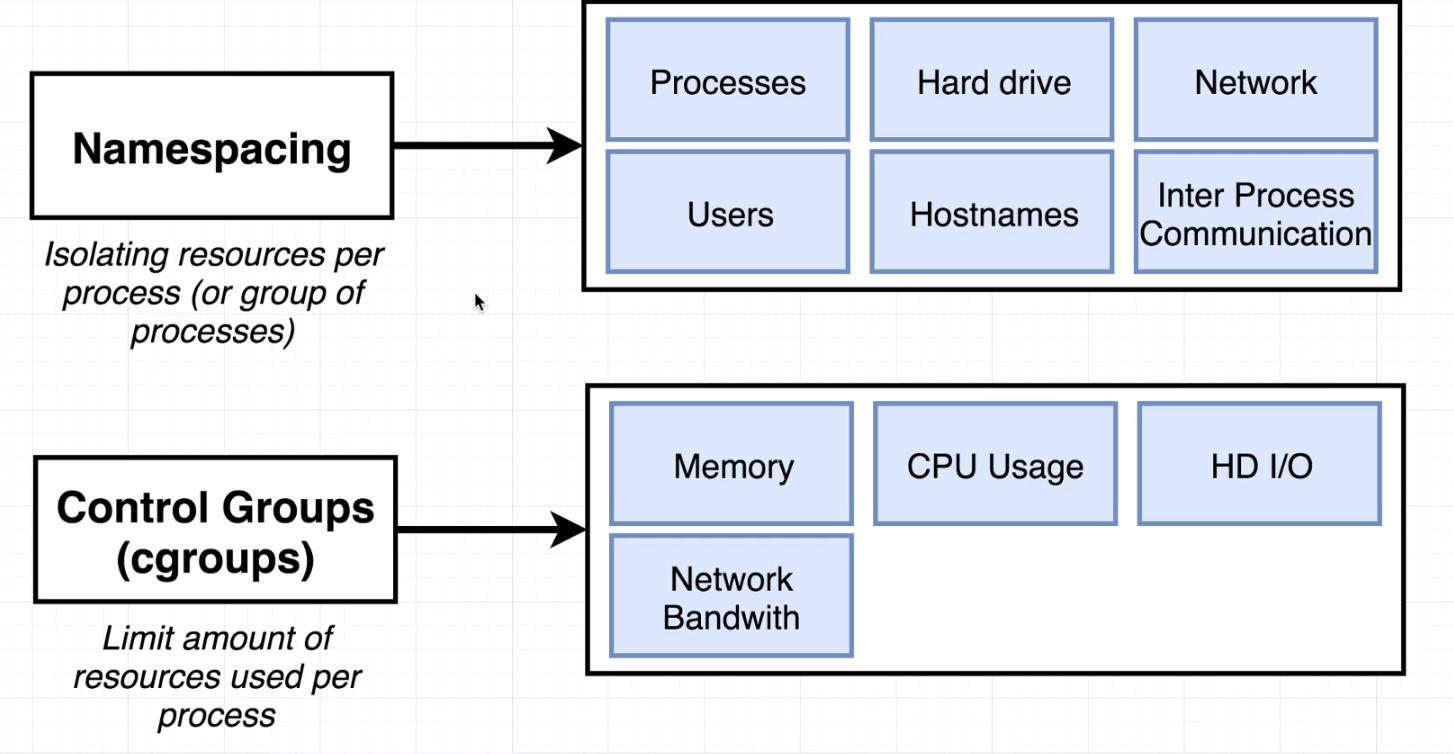 Namespacing
Isolating resources per
process (or group of
processes)
Processes
Hard drive
Network
Users
Hostnames
Inter Process
Communication
Control Groups
(cgroups)
Limit amount of
resources used per
process
Memory
CPU Usage
HD I/O
Network
Bandwith